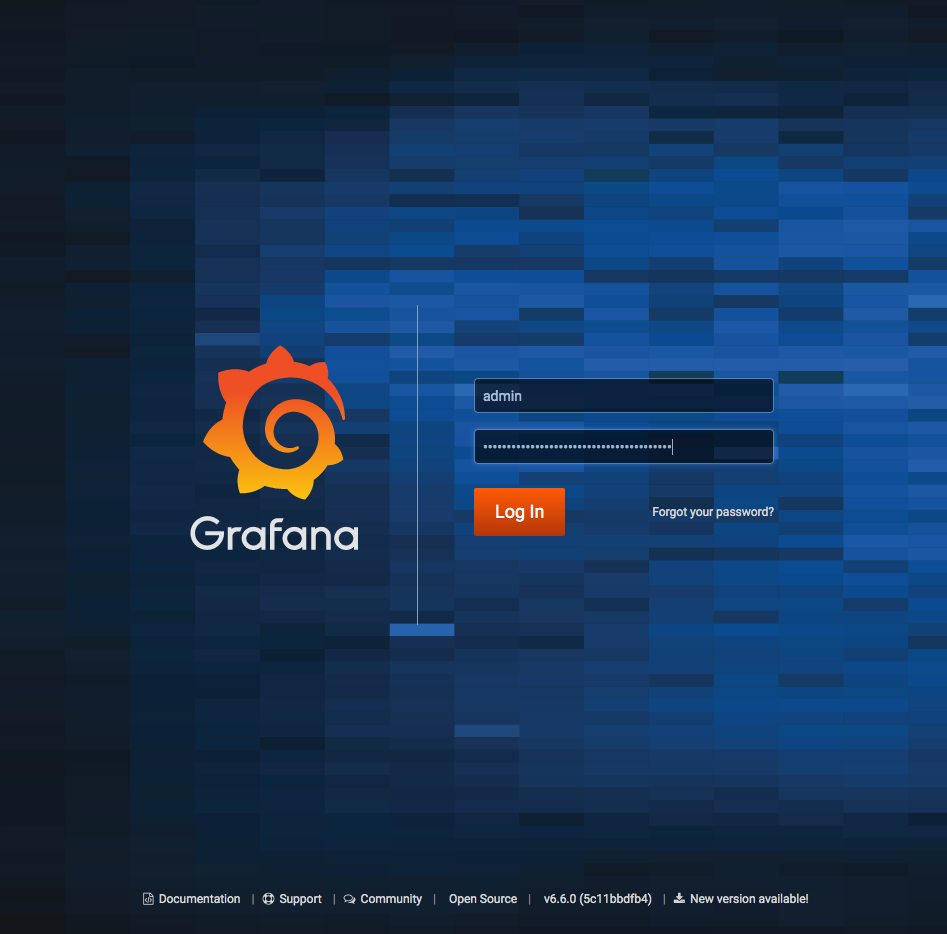 admin
Log In
Forgot your password?
Grafana
Documentation | Support | Community | Open Source | v6.6.0 (5c11bbdfb4) | New version available!